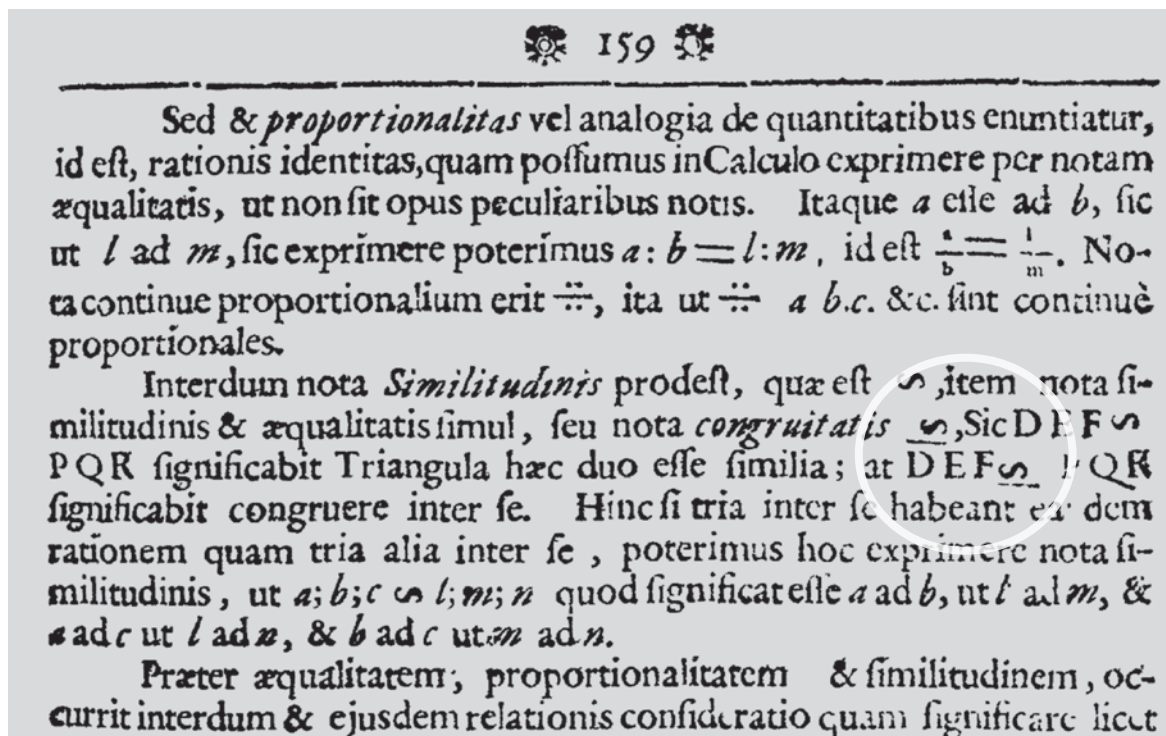 159
Sed & proportionalitas vel analogia de quantitatibus enuntiatur,
id eſt, rationis identitas, quam poſſumus in Calculo exprimere per notam
æqualitatis, ut non ſit opus peculiaribus notis. Itaque a eſſe ad b, ſic
ut l ad m, ſic exprimere poterimus a: b = l: m, id eſt a/b = l/m. No-
ta continue proportionalium erit ∺, ita ut ∺ a b.c. &c. ſint continuè
proportionales.
Interdum nota Similitudinis prodeſt, quæ eſt ∽, item nota ſi-
militudinis & æqualitatis ſimul, ſeu nota congruitatis ⋍, Sic D E F ∽
P Q R ſignificabit Triangula hæc duo eſſe ſimilia; at D E F ⋍ P Q R
ſignificabit congruere inter ſe. Hinc ſi tria inter ſe habeant ea dem
rationem quam tria alia inter ſe, poterimus hoc exprimere nota ſi-
militudinis, ut a; b; c ∽ l; m; n quod ſignificat eſſe a ad b, ut l ad m, &
a ad c ut l ad n, & b ad c ut m ad n.
Præter æqualitatem, proportionalitatem & ſimilitudinem, oc-
currit interdum & ejusdem relationis conſideratio quam ſignificare licet